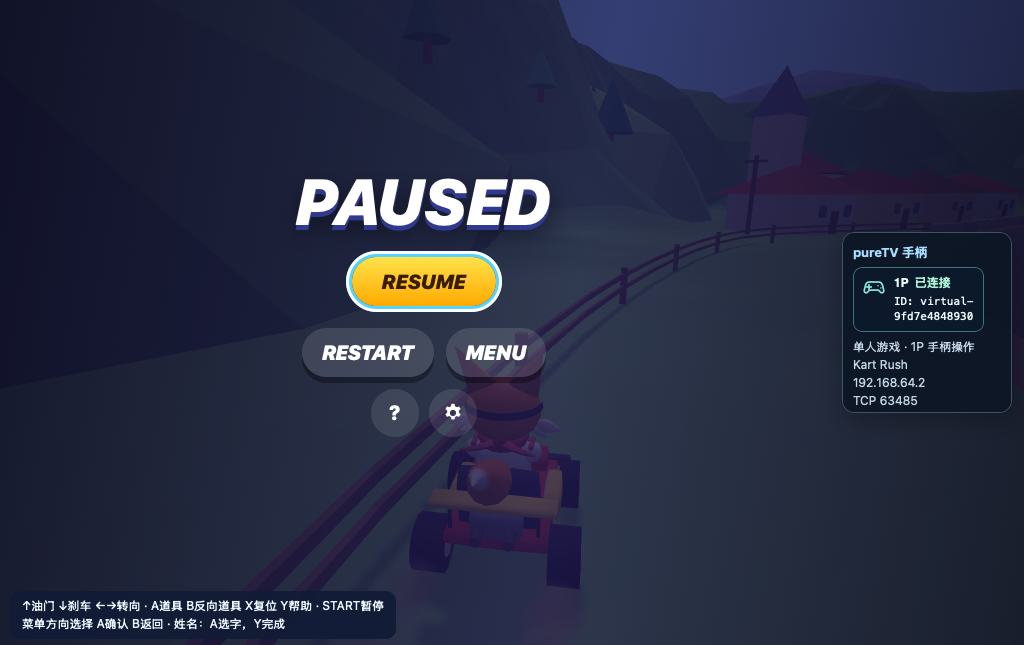 PAUSED
RESUME
RESTART
MENU
?
pureTV 手柄
1P 已连接
ID: virtual-
9fd7e4848930
单人游戏 · 1P 手柄操作
Kart Rush
192.168.64.2
TCP 63485
↑油门 ↓刹车 ←→转向 · A道具 B反向道具 X复位 Y帮助 · START暂停
菜单方向选择 A确认 B返回 · 姓名：A选字，Y完成